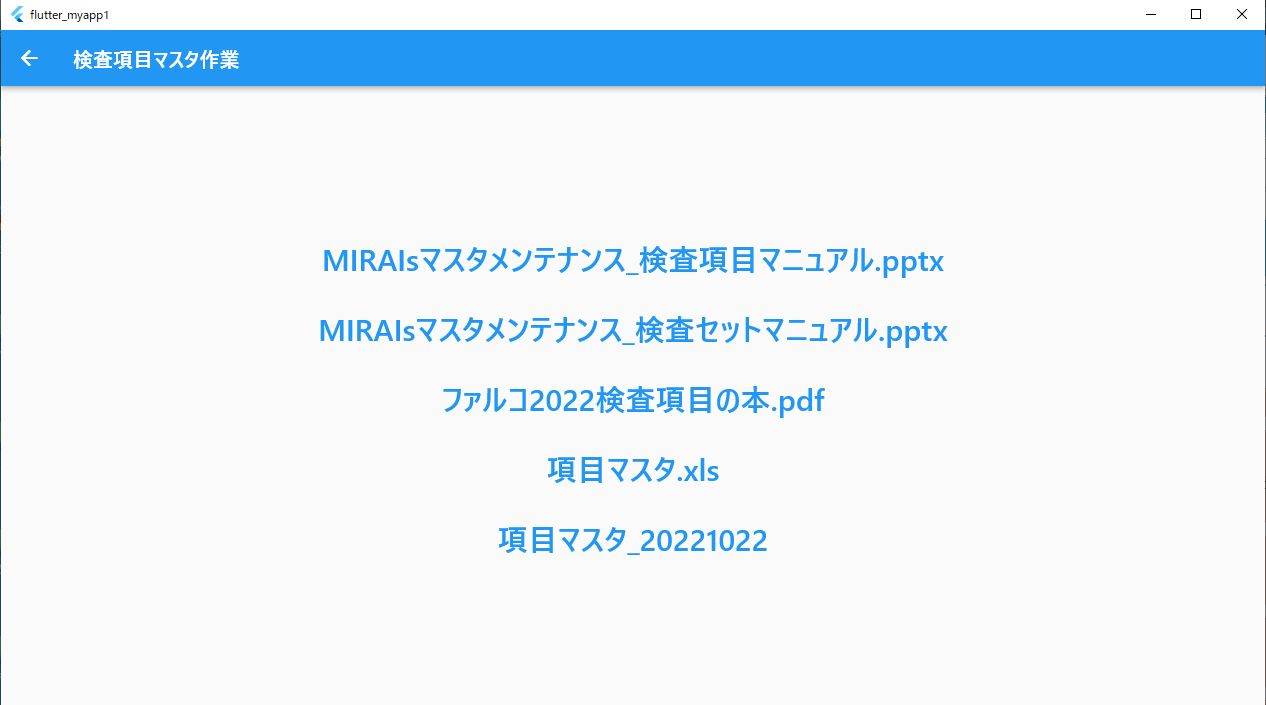 flutter_myapp1
検査項目マスタ作業
MIRAIsマスタメンテナンス_検査項目マニュアル.pptx
MIRAIsマスタメンテナンス_検査セットマニュアル.pptx
ファルコ2022検査項目の本.pdf
項目マスタ.xls
項目マスタ_20221022